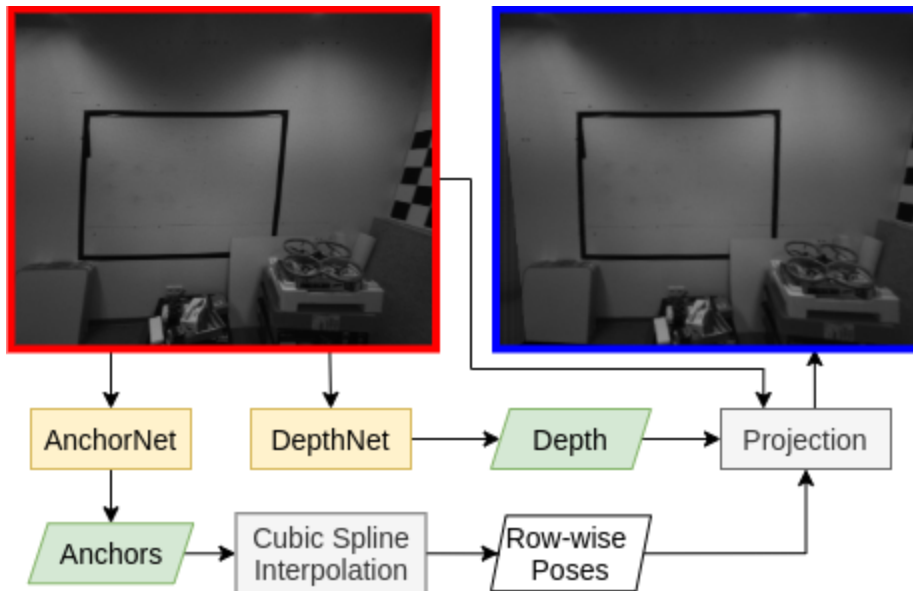 AnchorNet
DepthNet
Depth
Projection
Anchors
Cubic Spline
Interpolation
Row-wise
Poses